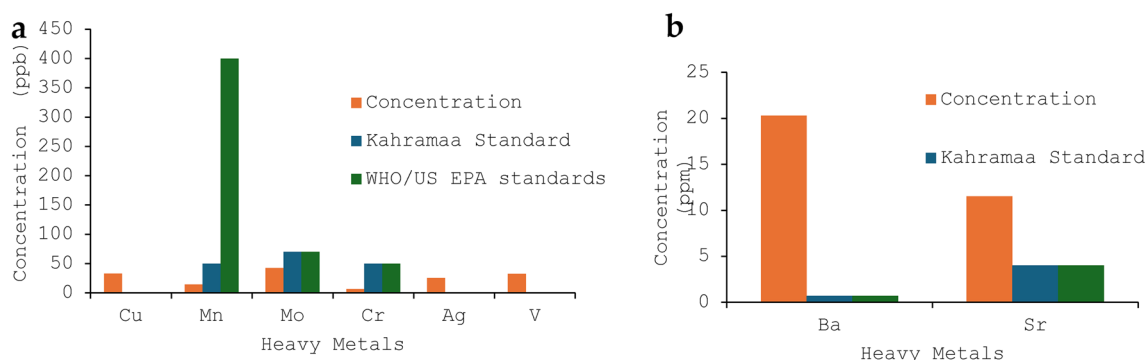 a
Concentration (ppb)
450
400
350
300
250
200
150
100
50
0
Cu Mn Mo Cr Ag V
Heavy Metals
Concentration
Kahramaa Standard
WHO/US EPA standards
b
Concentration
(ppm)
25
20
15
10
5
0
Ba Sr
Heavy Metals
Concentration
Kahramaa Standard